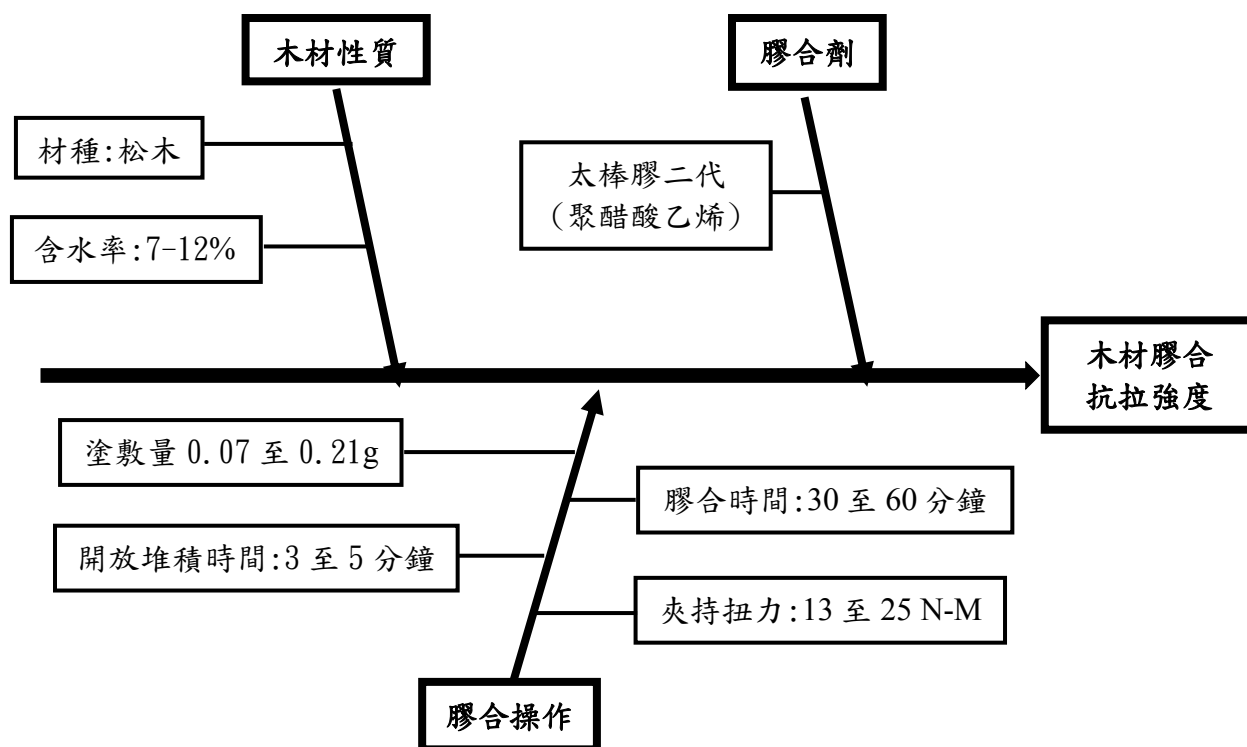 木材性質
膠合劑
材種:松木
太棒膠二代
（聚醋酸乙烯）
含水率:7-12%
木材膠合
抗拉強度
塗敷量 0.07 至 0.21g
膠合時間:30 至 60 分鐘
開放堆積時間:3 至 5 分鐘
夾持扭力:13 至 25 N-M
膠合操作